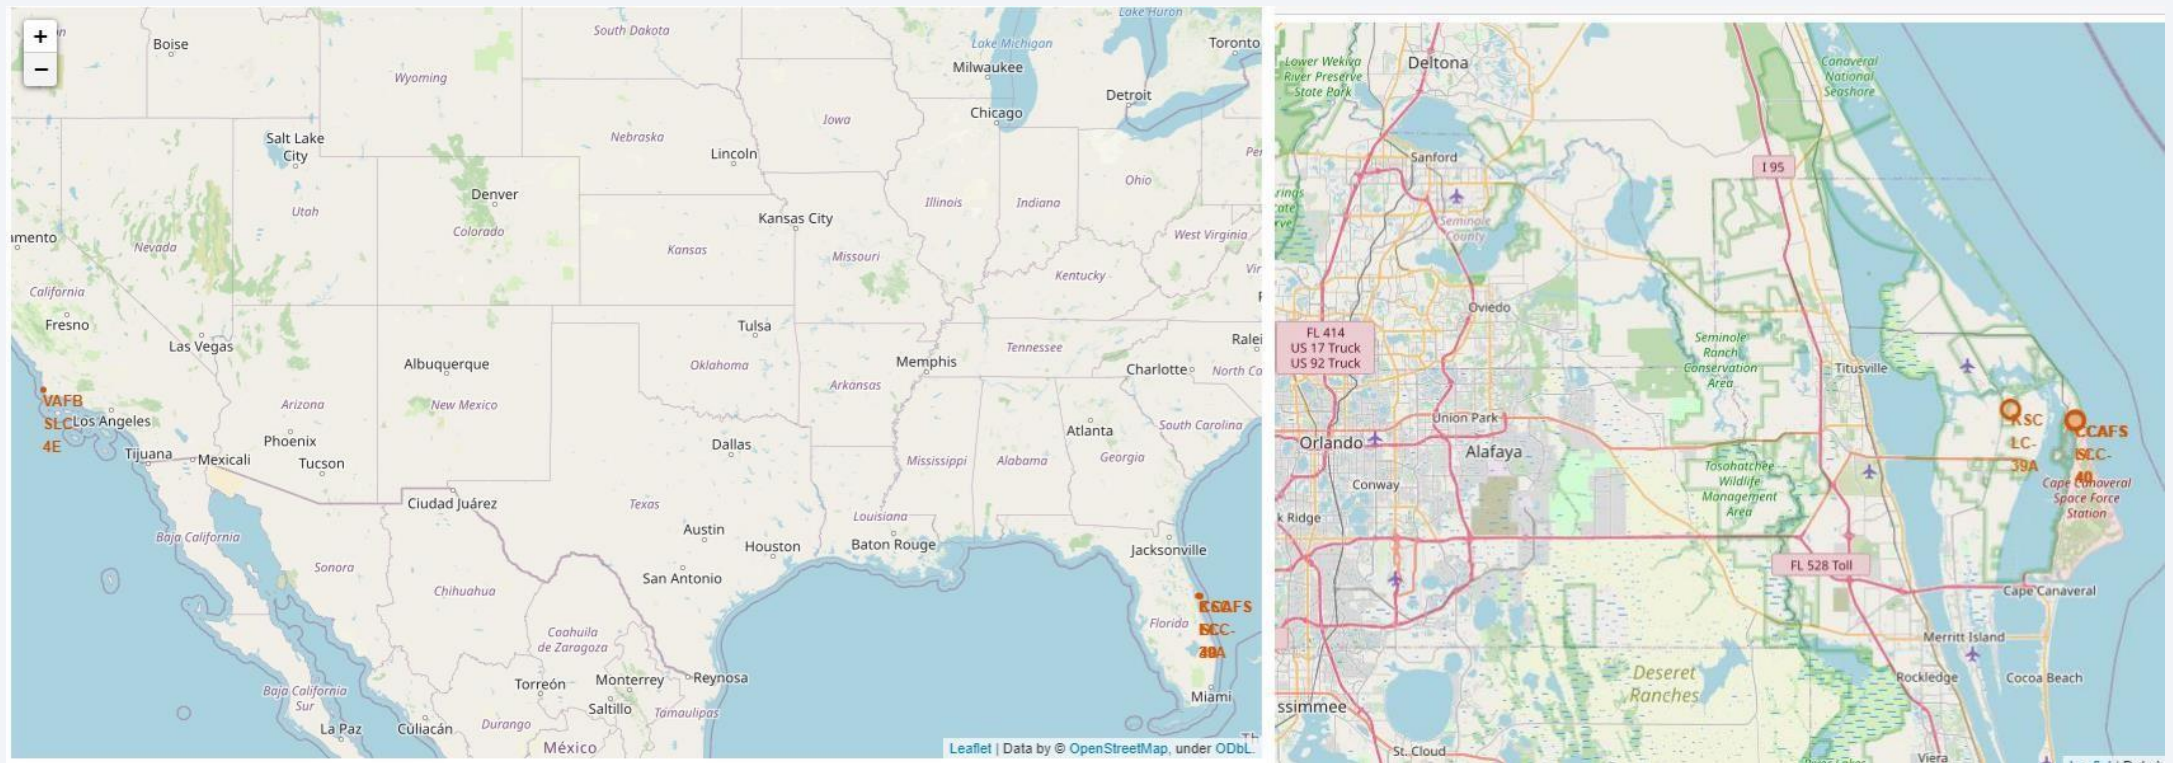 +
−
Boise
South Dakota
Lake Huron
Toronto
Lake Michigan
Milwaukee
Wyoming
Detroit
Chicago
Iowa
Nebraska
Salt Lake
City
Lincoln
Ohio
Denver
Illinois
Indiana
Utah
Kansas City
Colorado
West Virginia
amento
Nevada
Kansas
Missouri
Kentucky
California
Fresno
Tulsa
Las Vegas
Tennessee
Albuquerque
Oklahoma
Memphis
Charlotte
North Co
Arkansas
VAFB
SLC-
4E
Los Angeles
Arizona
New Mexico
Phoenix
Atlanta
South Carolina
Dallas
Tijuana
Mexicali
Tucson
Mississippi
Alabama
Georgia
Ciudad Juárez
Texas
Louisiana
Austin
Baja California
Houston
Baton Rouge
Jacksonville
Sonora
San Antonio
Chihuahua
Florida
Coahuila
de Zaragoza
Torreón
Monterrey
Reynosa
Baja California
Sur
Miami
Saltillo
Tamaulipas
La Paz
Culiacán
Durango
México
Leaflet | Data by © OpenStreetMap, under ODbL.
Lower Wekiva
River Preserve
State Park
Deltona
Canaveral
National
Seashore
Sanford
I 95
Seminole
County
Oviedo
FL 414
US 17 Truck
US 92 Truck
Seminole
Ranch
Conservation
Area
Titusville
Union Park
KSC
LC-
39A
CCAFS
Orlando
Alafaya
Tosohatchee
Wildlife
Management
Area
Conway
Cape Canaveral
Space Force
Station
k Ridge
FL 528 Toll
Cape Canaveral
Merritt Island
Deseret
Ranches
Rockledge
Cocoa Beach
ssimmee
St. Cloud
Viera